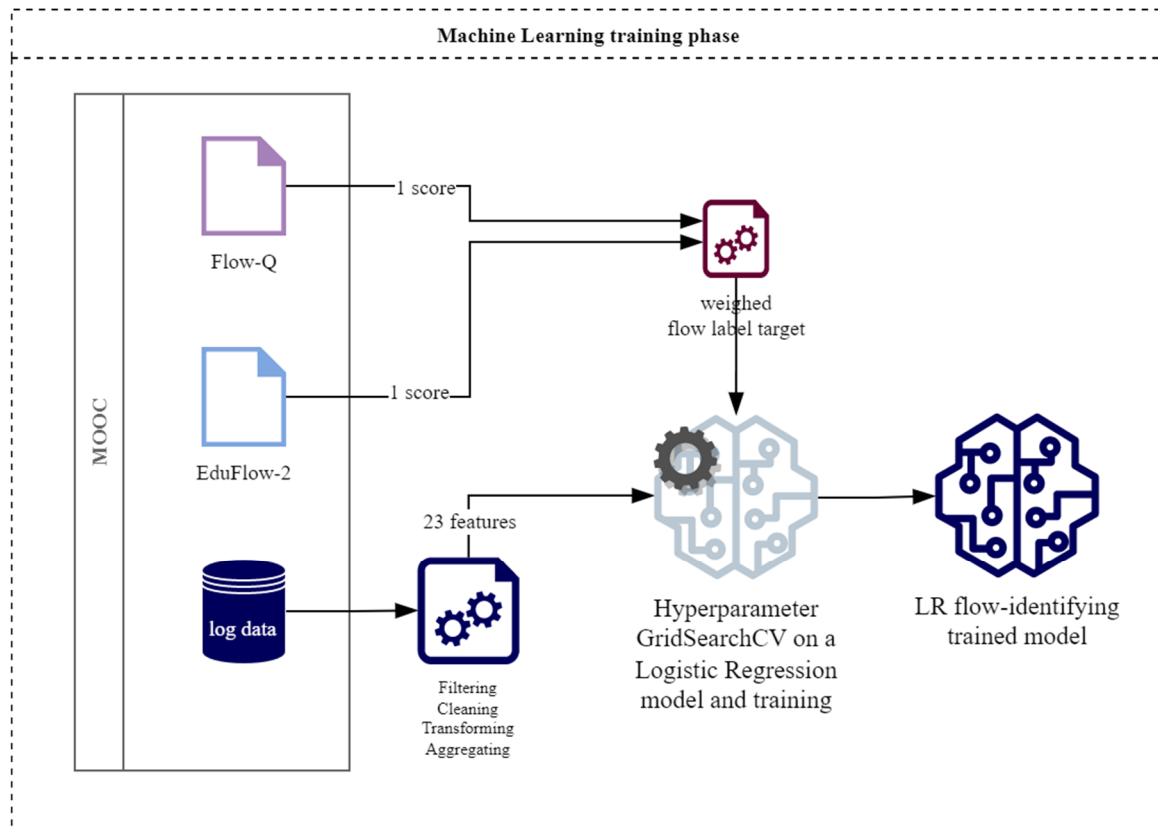 Machine Learning training phase
MOOC
Flow-Q
1 score
weighed
flow label target
EduFlow-2
1 score
log data
23 features
Filtering
Cleaning
Transforming
Aggregating
Hyperparameter
GridSearchCV on a
Logistic Regression
model and training
LR flow-identifying
trained model